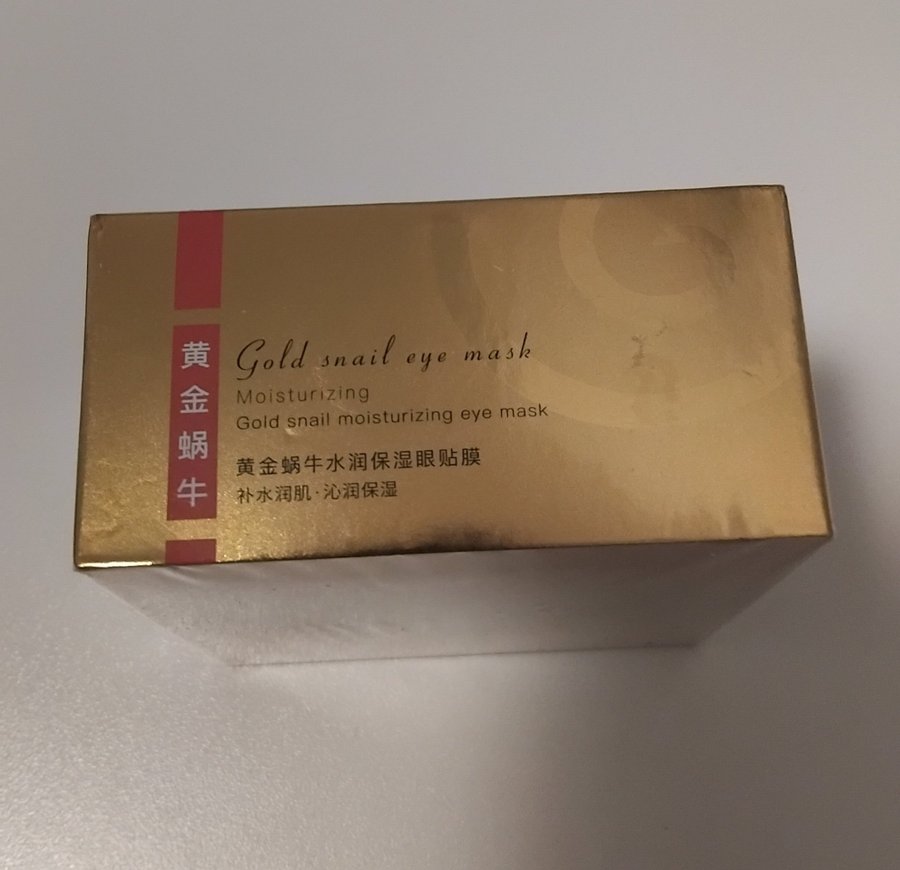 黄金蜗牛
Gold snail eye mask
Moisturizing
Gold snail moisturizing eye mask
黄金蜗牛水润保湿眼贴膜
补水润肌·沁润保湿